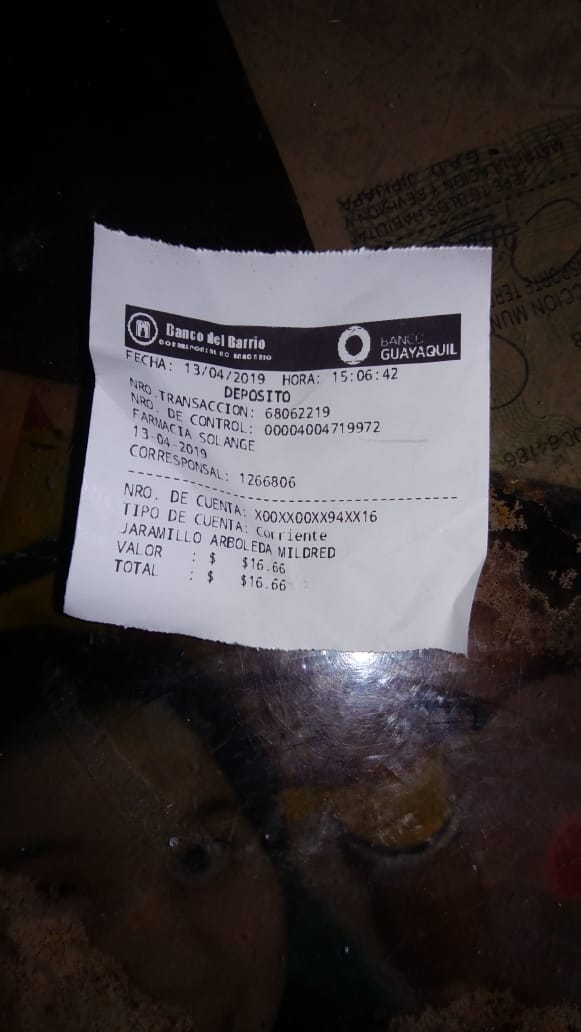 Banco del Barrio
CORRESPONSAL NO BANCARIO
BANCO
GUAYAQUIL
FECHA: 13/04/2019 HORA: 15:06:42
DEPOSITO
NRO.TRANSACCION: 68062219
NRO. DE CONTROL: 00004004719972
FARMACIA SOLANGE
13-04-2019
CORRESPONSAL: 1266806
NRO. DE CUENTA: X00XX00XX94XX16
TIPO DE CUENTA: Corriente
JARAMILLO ARBOLEDA MILDRED
VALOR : $ $16.66
TOTAL : $ $16.66